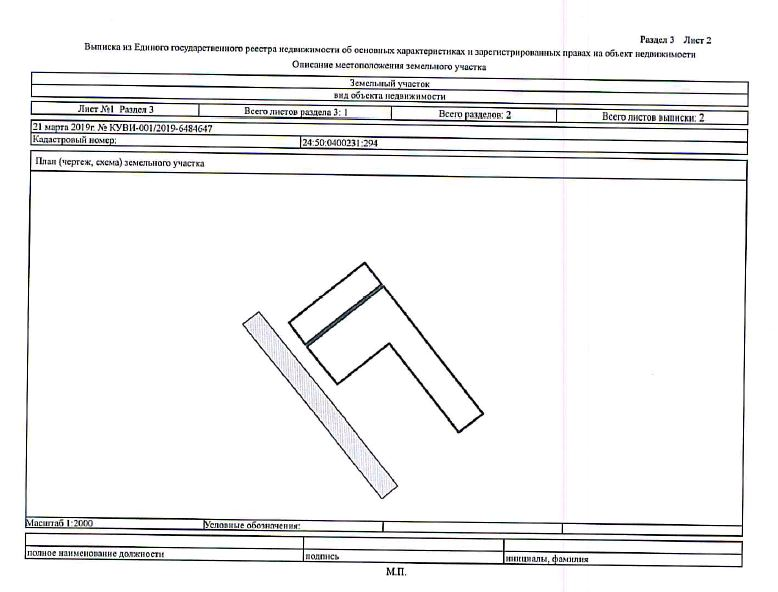 Раздел 3 Лист 2
Выписка из Единого государственного реестра недвижимости об основных характеристиках и зарегистрированных правах на объект недвижимости
Описание местоположения земельного участка
Земельный участок
вид объекта недвижимости
Лист №1 Раздел 3 Всего листов раздела 3: 1 Всего разделов: 2 Всего листов выписки: 2
21 марта 2019г. № КУВИ-001/2019-6484647
Кадастровый номер: 24:50:0400231:294
План (чертеж, схема) земельного участка
Масштаб 1:2000 Условные обозначения:
полное наименование должности подпись инициалы, фамилия
М.П.